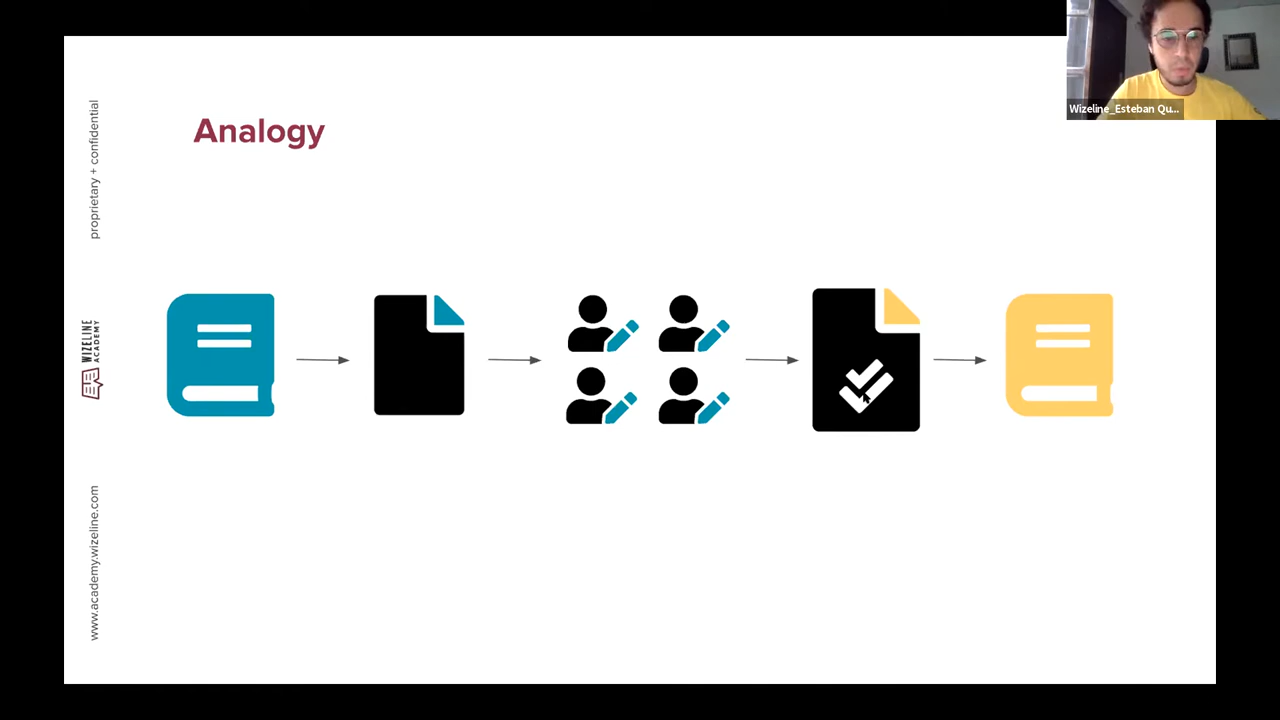 Analogy
Wizeline_Esteban Qu...
proprietary + confidential
WIZELINE
ACADEMY
www.academy.wizeline.com